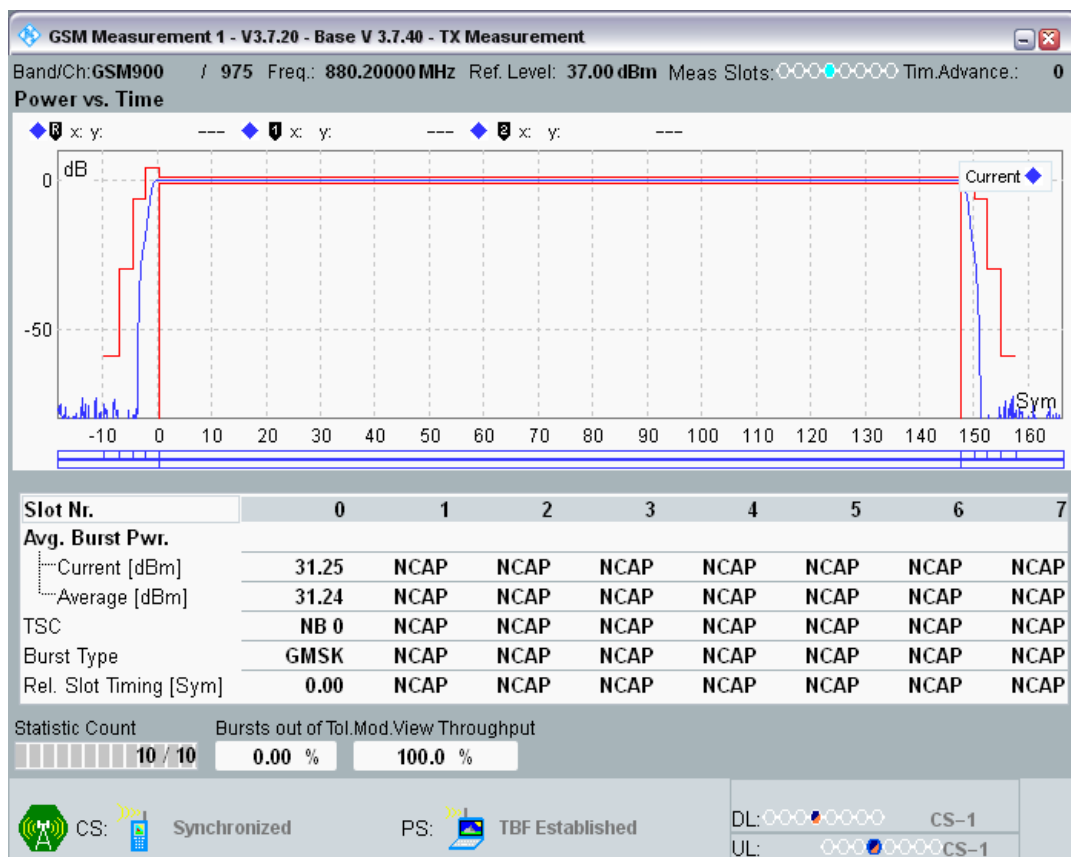 GSM Measurement 1 - V3.7.20 - Base V 3.7.40 - TX Measurement
Band/Ch:GSM900 / 975 Freq.: 880.20000 MHz Ref. Level: 37.00 dBm Meas Slots: Tim.Advance.: 0
Power vs. Time
R x: y: --- 1 x: y: --- 2 x: y: ---
dB
0
Current
-50
Sym
-10 0 10 20 30 40 50 60 70 80 90 100 110 120 130 140 150 160
Slot Nr. 0 1 2 3 4 5 6 7
Avg. Burst Pwr.
Current [dBm] 31.25 NCAP NCAP NCAP NCAP NCAP NCAP NCAP
Average [dBm] 31.24 NCAP NCAP NCAP NCAP NCAP NCAP NCAP
TSC NB 0 NCAP NCAP NCAP NCAP NCAP NCAP NCAP
Burst Type GMSK NCAP NCAP NCAP NCAP NCAP NCAP NCAP
Rel. Slot Timing [Sym] 0.00 NCAP NCAP NCAP NCAP NCAP NCAP NCAP
Statistic Count Bursts out of Tol.Mod.View Throughput
10 / 10 0.00 % 100.0 %
CS: Synchronized PS: TBF Established
DL: CS-1
UL: CS-1